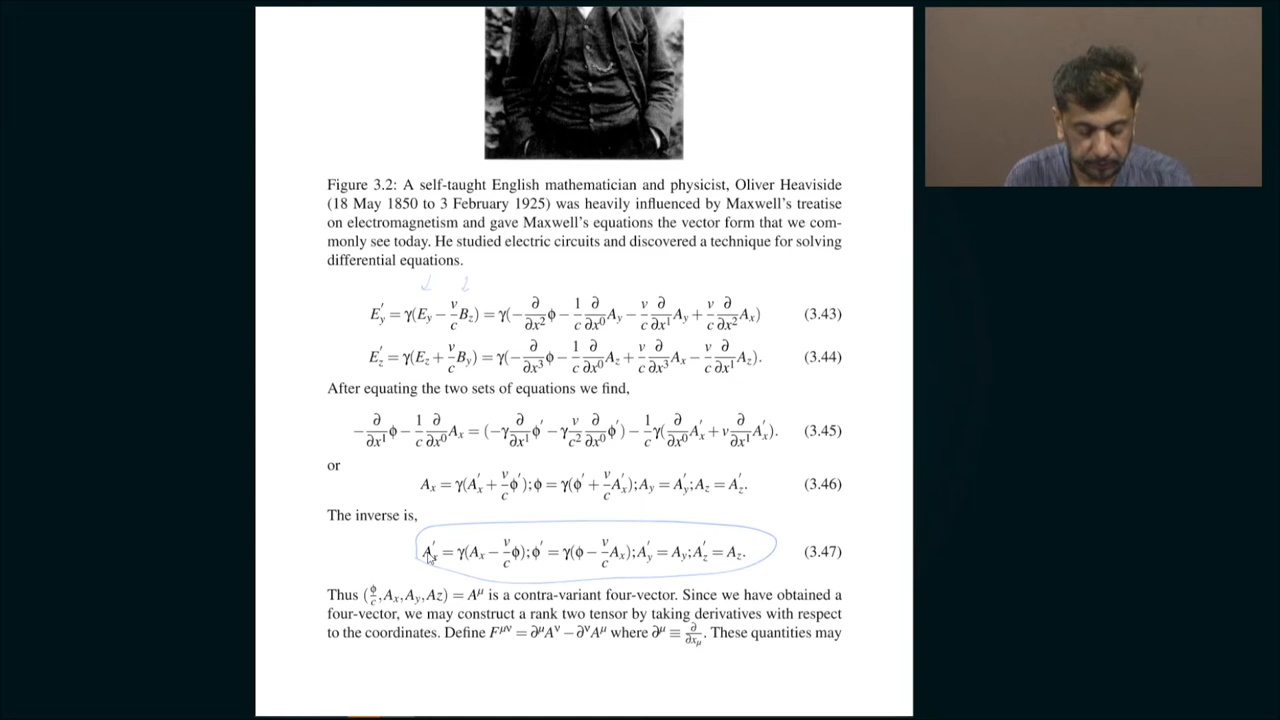 Figure 3.2: A self-taught English mathematician and physicist, Oliver Heaviside
(18 May 1850 to 3 February 1925) was heavily influenced by Maxwell's treatise
on electromagnetism and gave Maxwell's equations the vector form that we com-
monly see today. He studied electric circuits and discovered a technique for solving
differential equations.
E′_y = γ(E_y − v/c B_z) = γ(−∂/∂x² ϕ − 1/c ∂/∂x⁰ A_y − v/c ∂/∂x¹ A_y + v/c ∂/∂x² A_x) (3.43)
E′_z = γ(E_z + v/c B_y) = γ(−∂/∂x³ ϕ − 1/c ∂/∂x⁰ A_z + v/c ∂/∂x³ A_x − v/c ∂/∂x¹ A_z). (3.44)
After equating the two sets of equations we find,
−∂/∂x¹ ϕ − 1/c ∂/∂x⁰ A_x = (−γ ∂/∂x¹ ϕ′ − γ v/c² ∂/∂x⁰ ϕ′) − 1/c γ(∂/∂x⁰ A′_x + v ∂/∂x¹ A′_x). (3.45)
or
A_x = γ(A′_x + v/c ϕ′); ϕ = γ(ϕ′ + v/c A′_x); A_y = A′_y; A_z = A′_z. (3.46)
The inverse is,
A′_x = γ(A_x − v/c ϕ); ϕ′ = γ(ϕ − v/c A_x); A′_y = A_y; A′_z = A_z. (3.47)
Thus (ϕ/c, A_x, A_y, Az) = A^μ is a contra-variant four-vector. Since we have obtained a
four-vector, we may construct a rank two tensor by taking derivatives with respect
to the coordinates. Define F^μν = ∂^μ A^ν − ∂^ν A^μ where ∂^μ ≡ ∂/∂x_μ. These quantities may